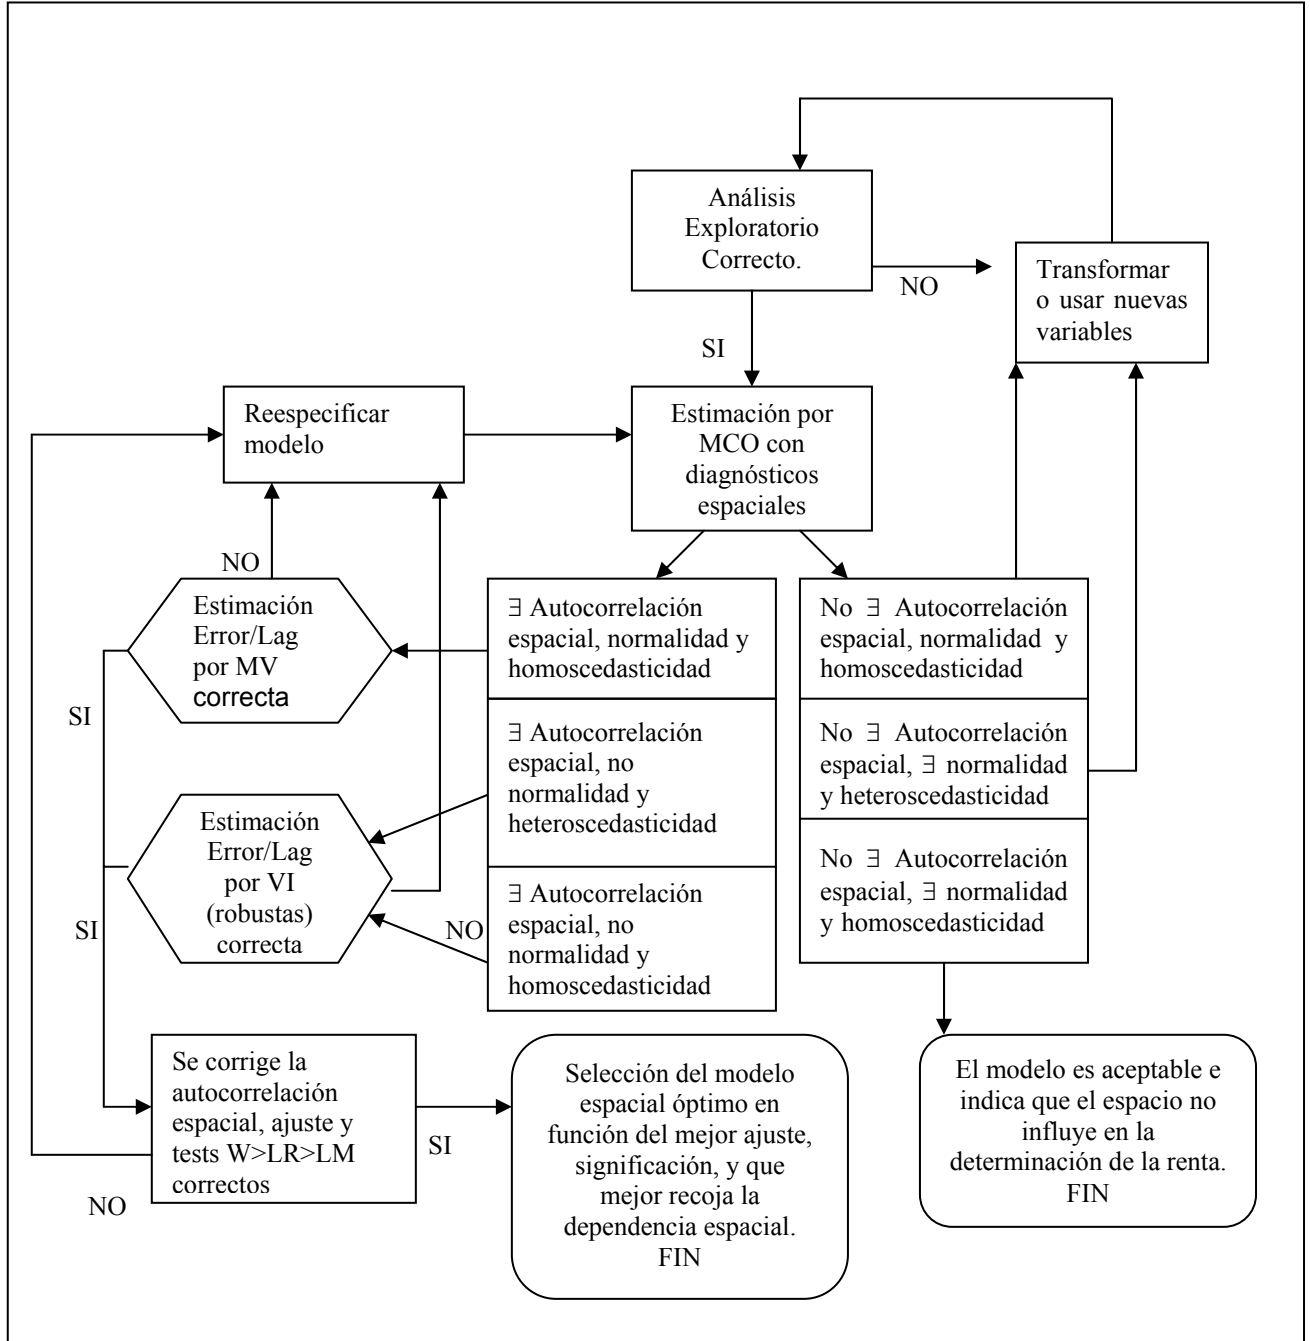 Análisis
Exploratorio
Correcto.
NO
Transformar
o usar nuevas
variables
SI
Reespecificar
modelo
Estimación por
MCO con
diagnósticos
espaciales
NO
Estimación
Error/Lag
por MV
correcta
∃ Autocorrelación
espacial, normalidad y
homoscedasticidad
No ∃ Autocorrelación
espacial, normalidad y
homoscedasticidad
SI
∃ Autocorrelación
espacial, no
normalidad y
heteroscedasticidad
No ∃ Autocorrelación
espacial, ∃ normalidad
y heteroscedasticidad
Estimación
Error/Lag
por VI
(robustas)
correcta
No ∃ Autocorrelación
espacial, ∃ normalidad
y homoscedasticidad
SI
NO
∃ Autocorrelación
espacial, no
normalidad y
homoscedasticidad
Se corrige la
autocorrelación
espacial, ajuste y
tests W>LR>LM
correctos
SI
NO
Selección del modelo
espacial óptimo en
función del mejor ajuste,
significación, y que
mejor recoja la
dependencia espacial.
FIN
El modelo es aceptable e
indica que el espacio no
influye en la
determinación de la renta.
FIN